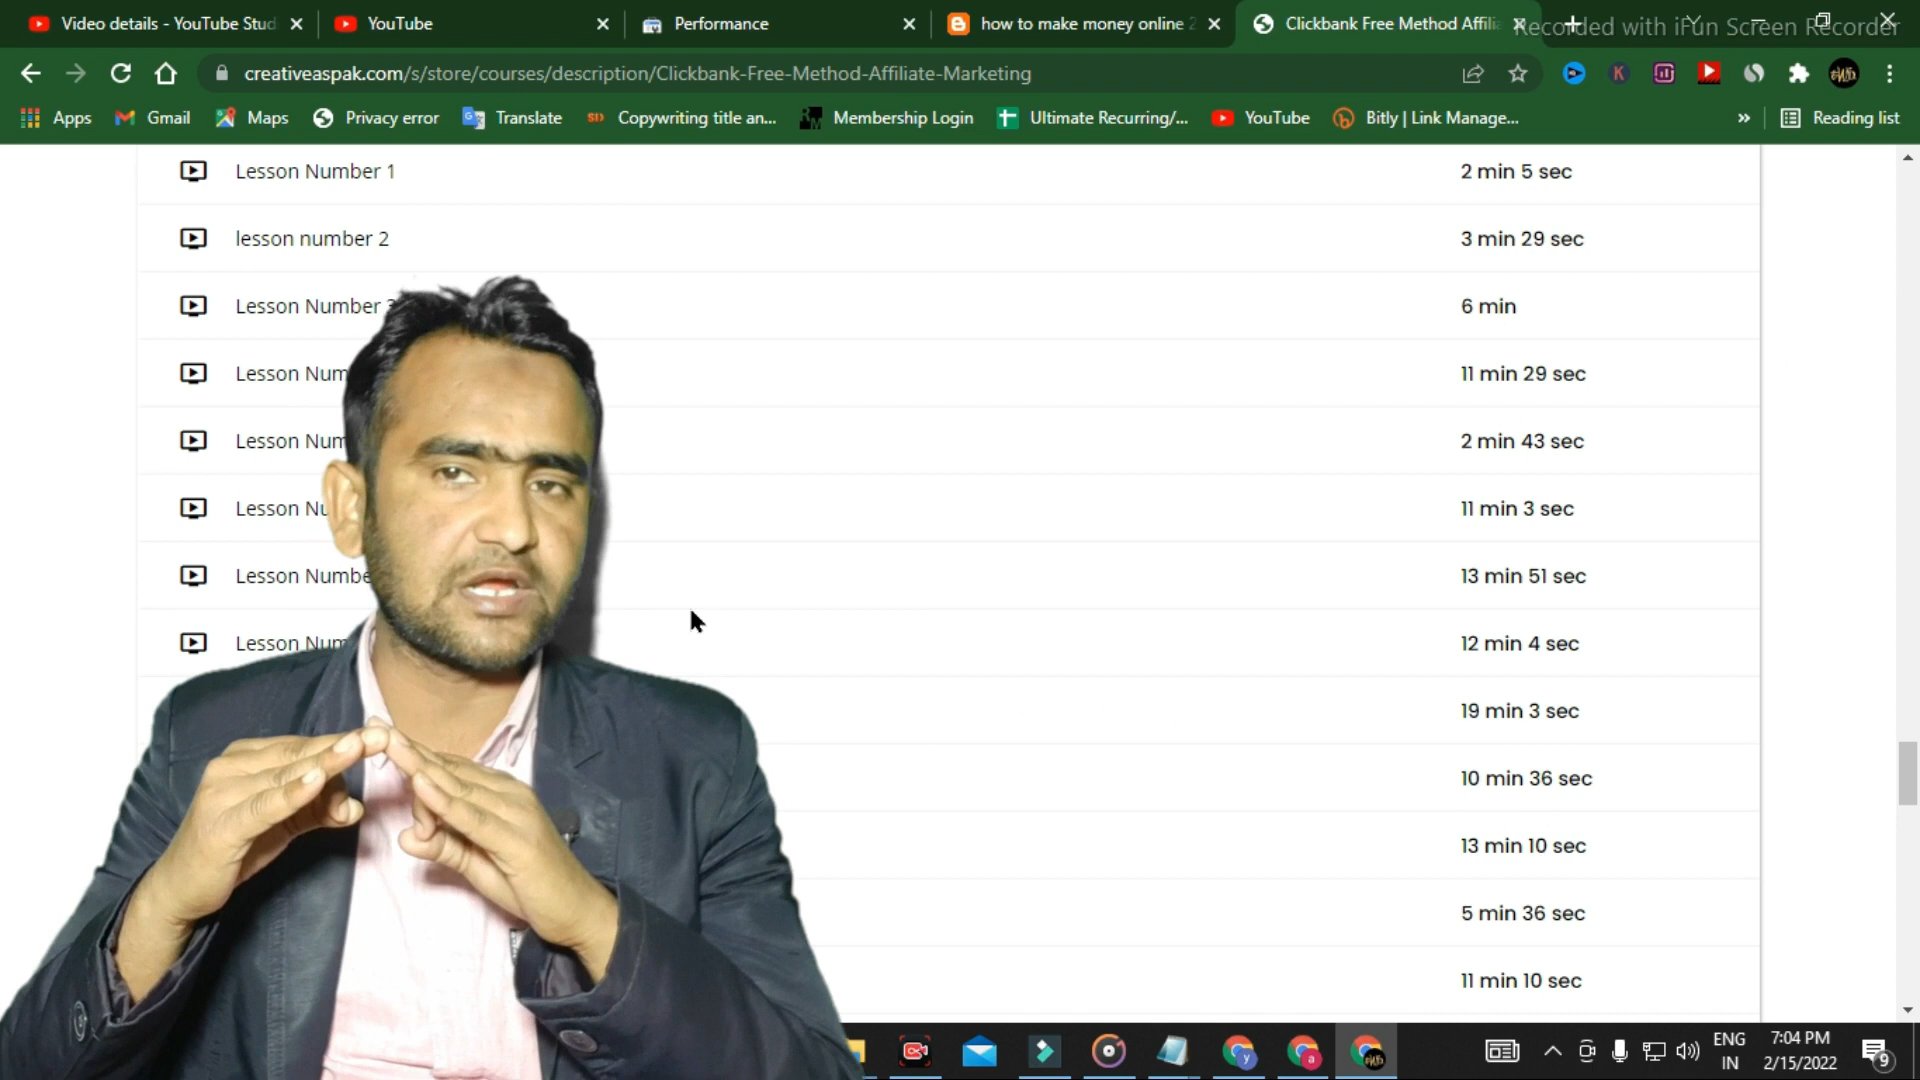 Video details - YouTube Stud
YouTube
Performance
how to make money online 2
Clickbank Free Method Affilia
Recorded with iFun Screen Recorder
creativeaspak.com/s/store/courses/description/Clickbank-Free-Method-Affiliate-Marketing
Apps
Gmail
Maps
Privacy error
Translate
Copywriting title an...
Membership Login
Ultimate Recurring/...
YouTube
Bitly | Link Manage...
»
Reading list
Lesson Number 1 2 min 5 sec
lesson number 2 3 min 29 sec
Lesson Number 3 6 min
Lesson Num 11 min 29 sec
Lesson Num 2 min 43 sec
Lesson Nu 11 min 3 sec
Lesson Numbe 13 min 51 sec
Lesson Num 12 min 4 sec
19 min 3 sec
10 min 36 sec
13 min 10 sec
5 min 36 sec
11 min 10 sec
ENG
IN
7:04 PM
2/15/2022
9